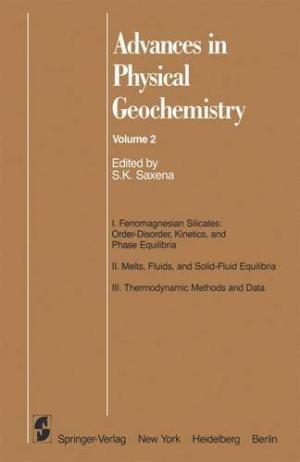 Advances in
Physical
Geochemistry
Volume 2
Edited by
S.K. Saxena
I. Ferromagnesian Silicates:
Order-Disorder, Kinetics, and
Phase Equilibria
II. Melts, Fluids, and Solid-Fluid Equilibria
III. Thermodynamic Methods and Data
Springer-Verlag New York Heidelberg Berlin